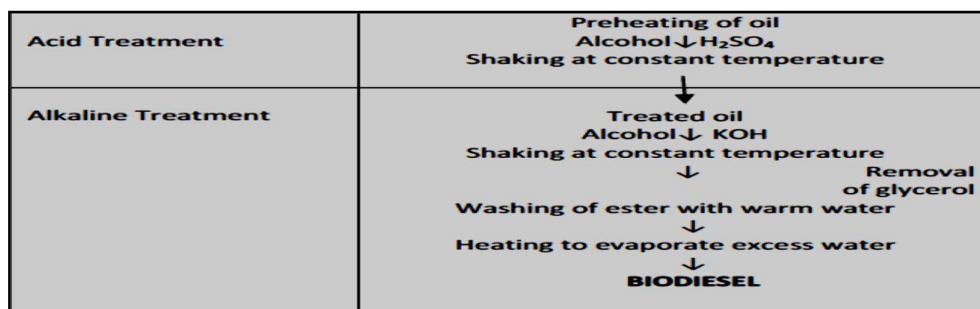 Acid Treatment
Preheating of oil
Alcohol↓H₂SO₄
Shaking at constant temperature
Alkaline Treatment
Treated oil
Alcohol↓ KOH
Shaking at constant temperature
↓ Removal
of glycerol
Washing of ester with warm water
↓
Heating to evaporate excess water
↓
BIODIESEL